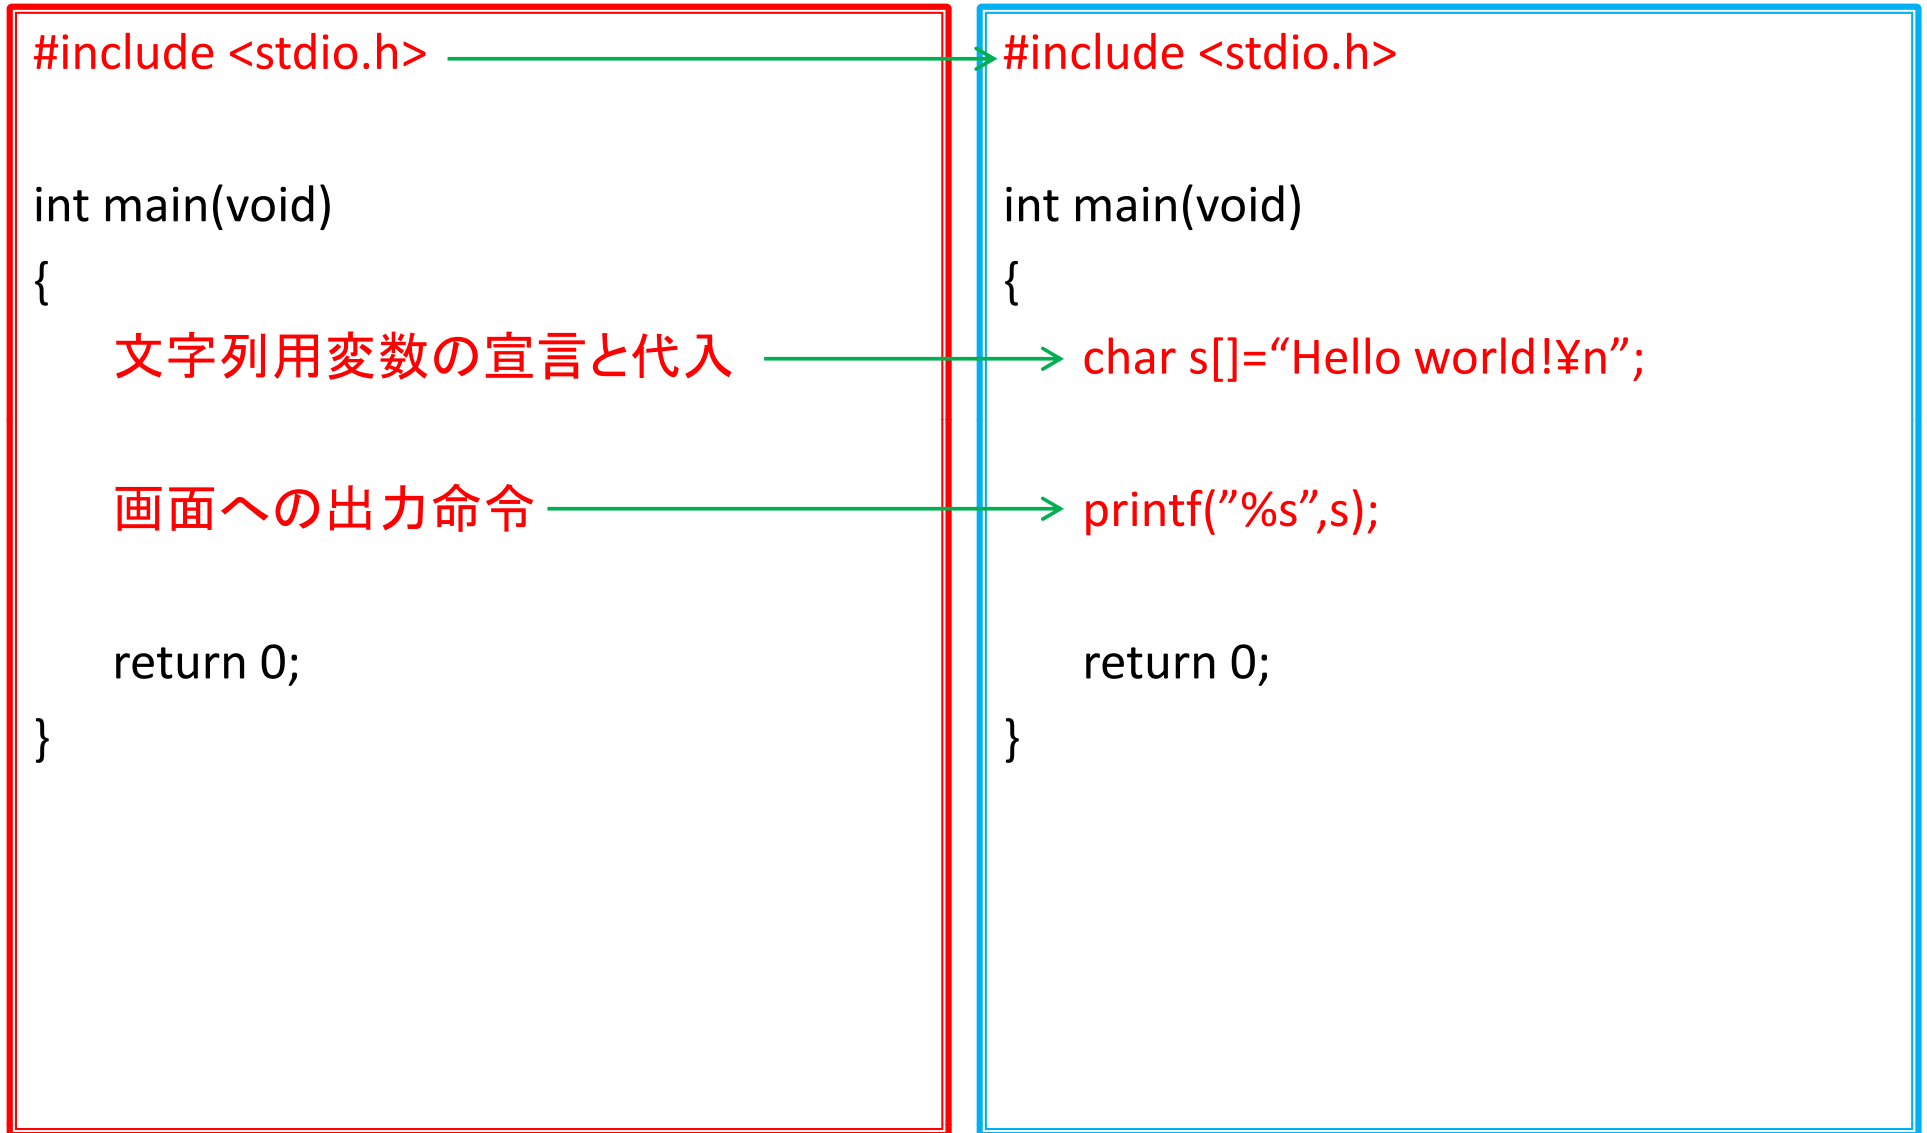 #include <stdio.h>
int main(void)
{
文字列用変数の宣言と代入
画面への出力命令
return 0;
}
#include <stdio.h>
int main(void)
{
char s[]=“Hello world!¥n”;
printf(”%s”,s);
return 0;
}